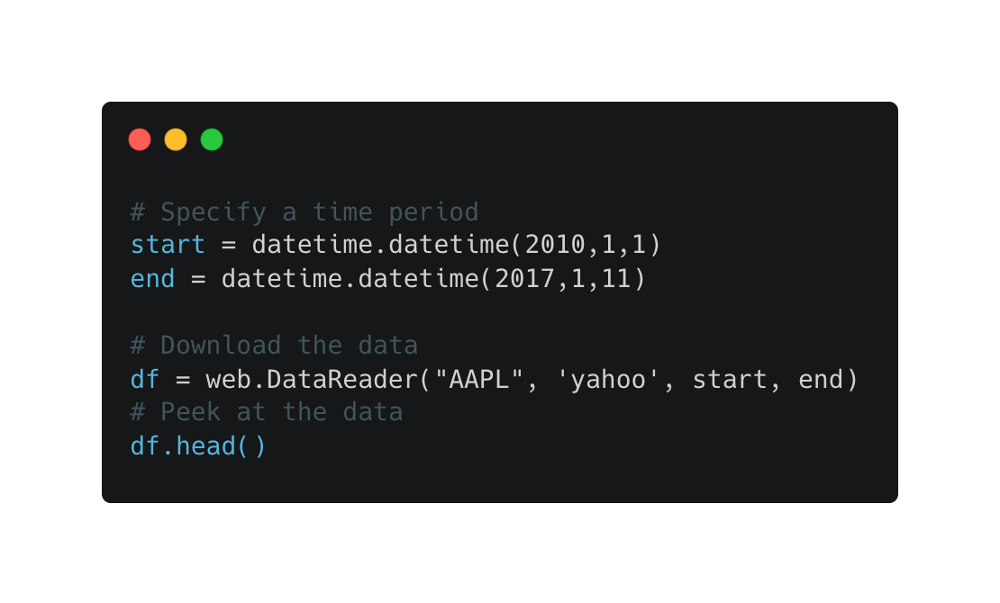 # Specify a time period
start = datetime.datetime(2010,1,1)
end = datetime.datetime(2017,1,11)
# Download the data
df = web.DataReader("AAPL", 'yahoo', start, end)
# Peek at the data
df.head()